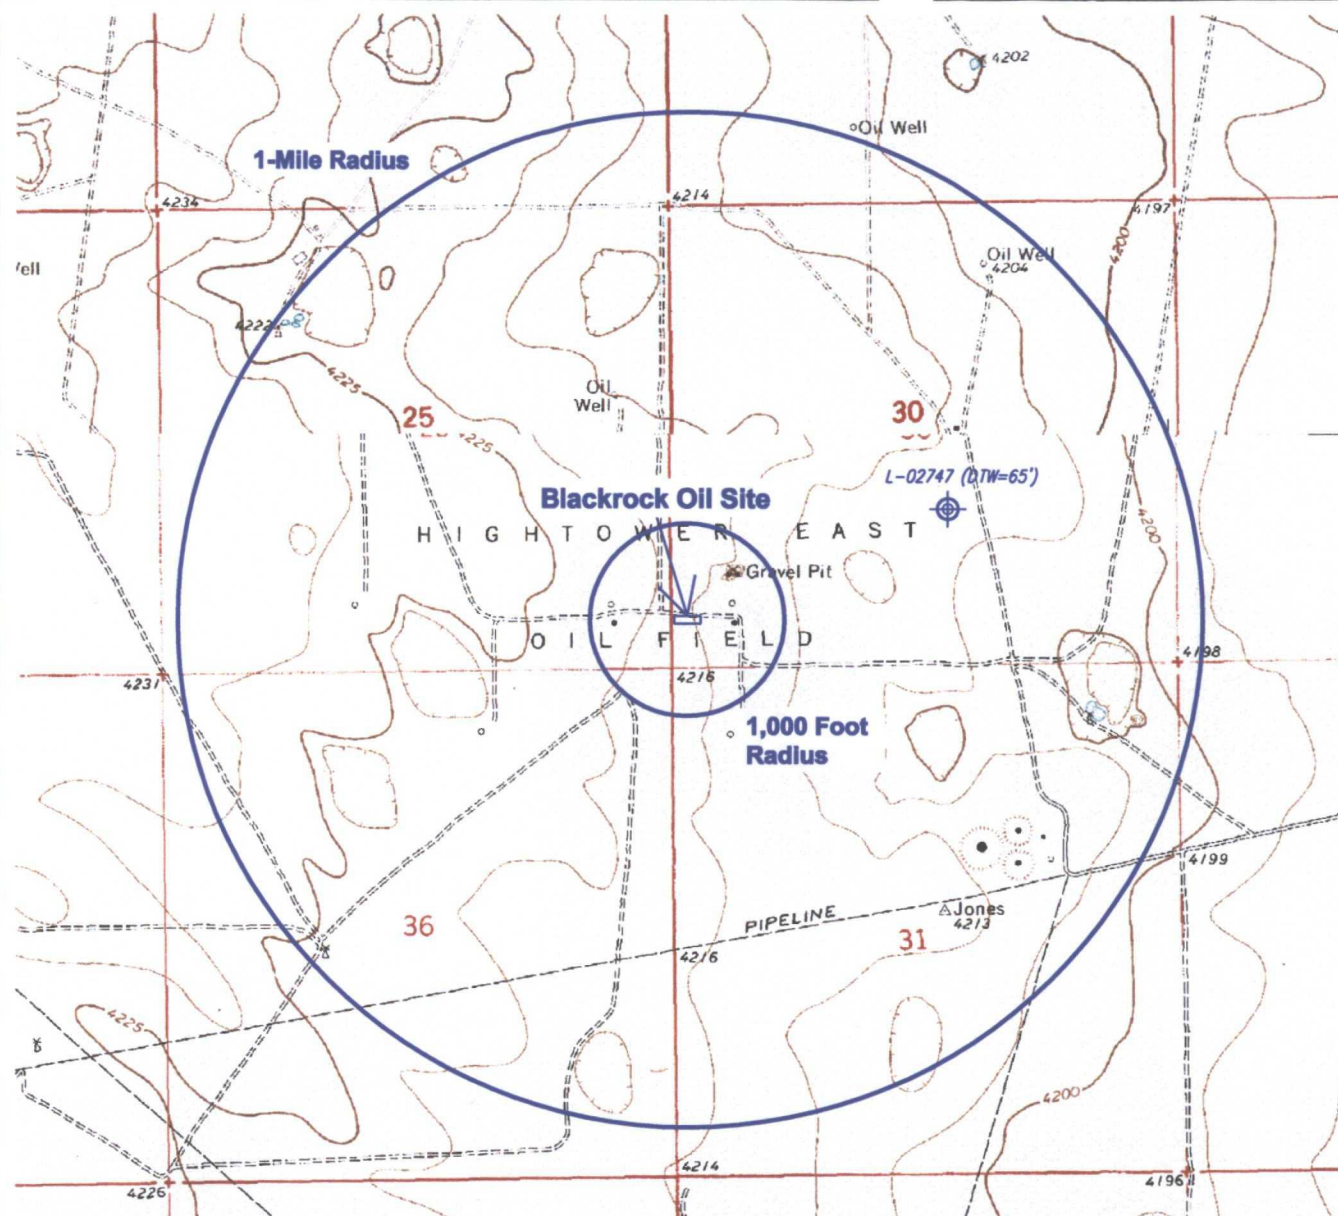 4202
Oil Well
1-Mile Radius
4234
4214
4197
4200
Oil Well
4204
4222
4225
Oil
Well
25
30
4225
L-02747 (DTW=65')
Blackrock Oil Site
HIGHTOWER EAST
4200
Gravel Pit
OIL FIELD
4198
4231
4216
1,000 Foot
Radius
4199
PIPELINE
Jones
4213
36
31
4216
4225
4200
4214
4226
4196